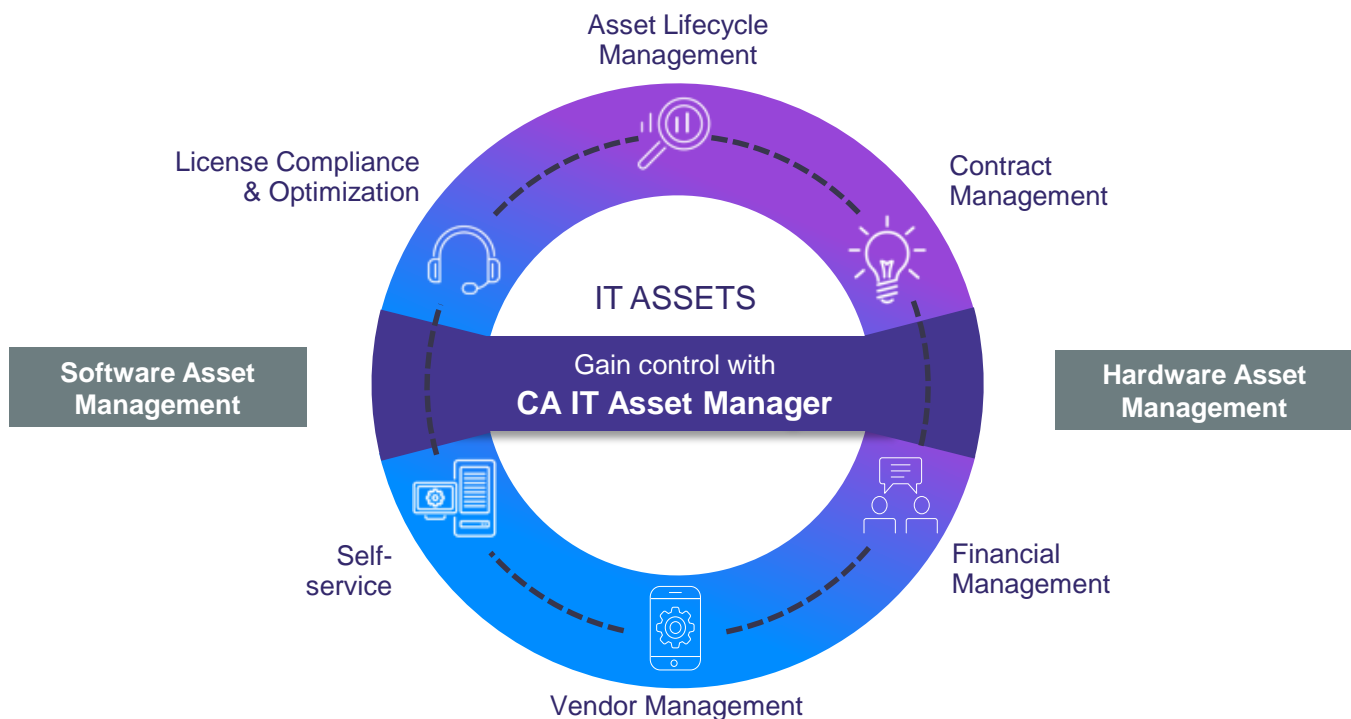 Asset Lifecycle
Management
License Compliance
& Optimization
Contract
Management
IT ASSETS
Gain control with
CA IT Asset Manager
Software Asset
Management
Hardware Asset
Management
Self-
service
Financial
Management
Vendor Management